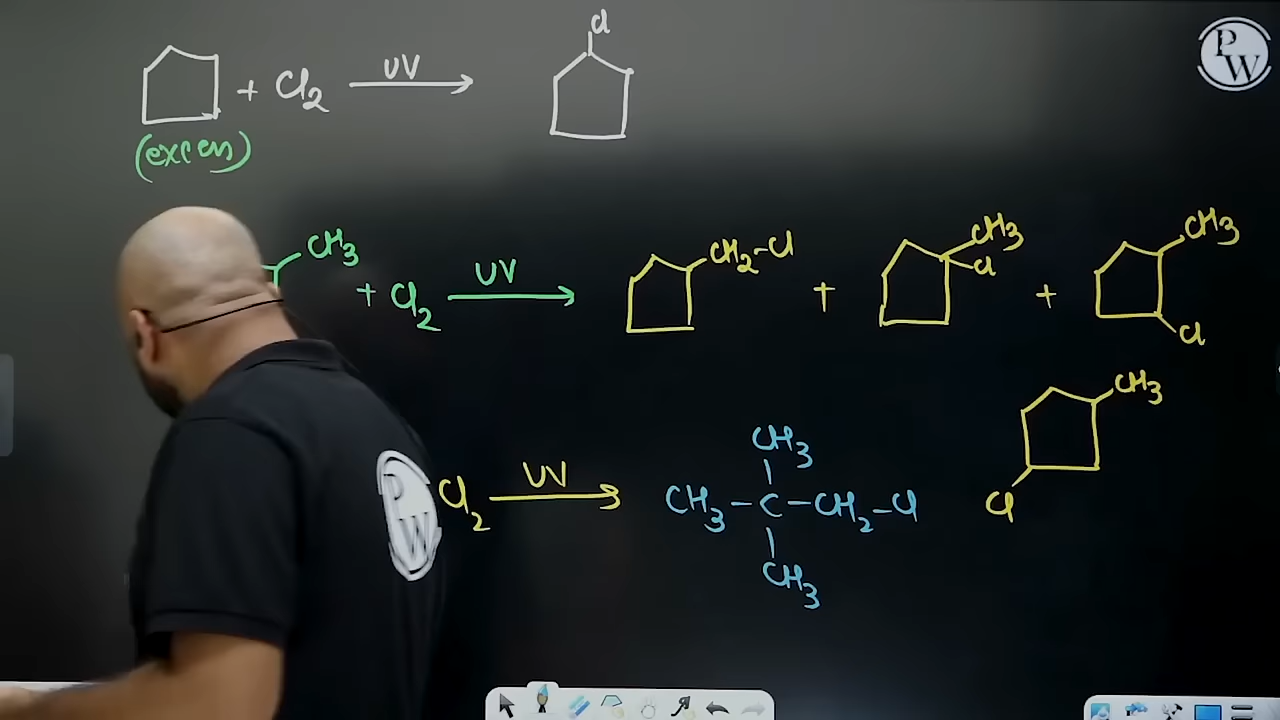 Cl
+ Cl2 UV
(excess)
CH3 + Cl2 UV CH2-Cl + CH3 Cl + CH3 Cl
CH3 Cl
Cl2 UV
CH3
CH3-C-CH2-Cl
CH3
PW
PW